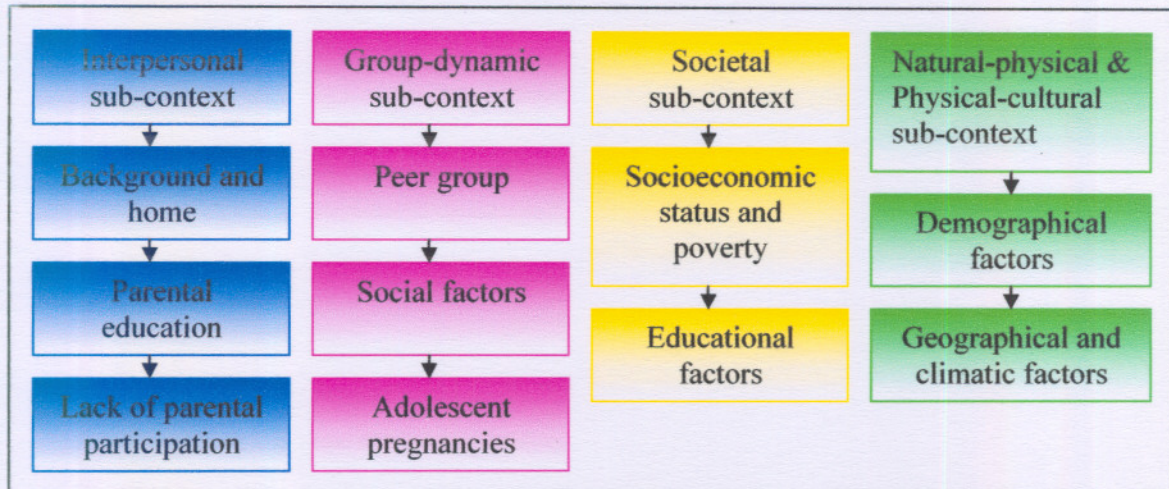 Interpersonal
sub-context
Background and
home
Parental
education
Lack of parental
participation
Group-dynamic
sub-context
Peer group
Social factors
Adolescent
pregnancies
Societal
sub-context
Socioeconomic
status and
poverty
Educational
factors
Natural-physical &
Physical-cultural
sub-context
Demographical
factors
Geographical and
climatic factors